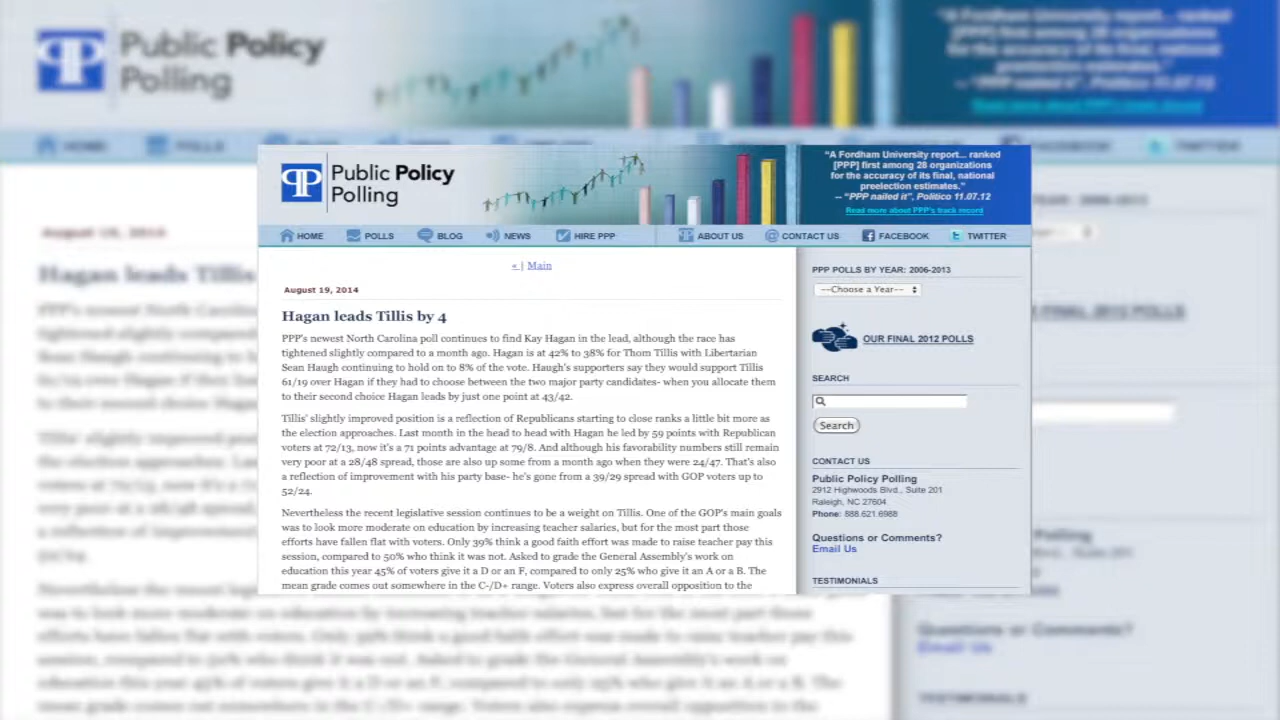 Public Policy
Polling
"A Fordham University report... ranked
[PPP] first among 28 organizations
for the accuracy of its final, national
preelection estimates."
— "PPP nailed it", Politico 11.07.12
Read more about PPP's track record
HOME
POLLS
BLOG
NEWS
HIRE PPP
ABOUT US
CONTACT US
FACEBOOK
TWITTER
« | Main
August 19, 2014
Hagan leads Tillis by 4
PPP's newest North Carolina poll continues to find Kay Hagan in the lead, although the race has
tightened slightly compared to a month ago. Hagan is at 42% to 38% for Thom Tillis with Libertarian
Sean Haugh continuing to hold on to 8% of the vote. Haugh's supporters say they would support Tillis
61/19 over Hagan if they had to choose between the two major party candidates- when you allocate them
to their second choice Hagan leads by just one point at 43/42.
Tillis' slightly improved position is a reflection of Republicans starting to close ranks a little bit more as
the election approaches. Last month in the head to head with Hagan he led by 59 points with Republican
voters at 72/13, now it's a 71 points advantage at 79/8. And although his favorability numbers still remain
very poor at a 28/48 spread, those are also up some from a month ago when they were 24/47. That's also
a reflection of improvement with his party base- he's gone from a 39/29 spread with GOP voters up to
52/24.
Nevertheless the recent legislative session continues to be a weight on Tillis. One of the GOP's main goals
was to look more moderate on education by increasing teacher salaries, but for the most part those
efforts have fallen flat with voters. Only 39% think a good faith effort was made to raise teacher pay this
session, compared to 50% who think it was not. Asked to grade the General Assembly's work on
education this year 45% of voters give it a D or an F, compared to only 25% who give it an A or a B. The
mean grade comes out somewhere in the C-/D+ range. Voters also express overall opposition to the
PPP POLLS BY YEAR: 2006-2013
--Choose a Year--
OUR FINAL 2012 POLLS
SEARCH
Search
CONTACT US
Public Policy Polling
2912 Highwoods Blvd., Suite 201
Raleigh, NC 27604
Phone: 888.621.6988
Questions or Comments?
Email Us
TESTIMONIALS